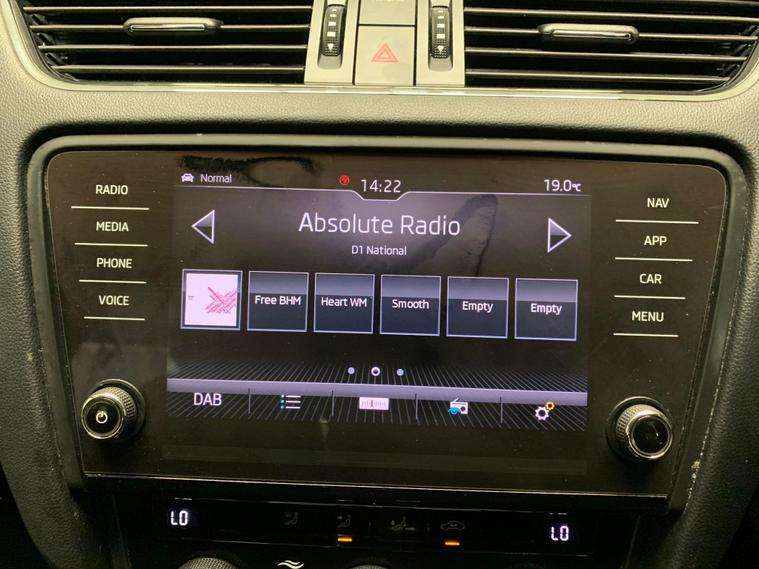 Normal
14:22
19.0°C
RADIO
MEDIA
PHONE
VOICE
NAV
APP
CAR
MENU
Absolute Radio
D1 National
Free BHM
Heart WM
Smooth
Empty
Empty
DAB
LO
LO